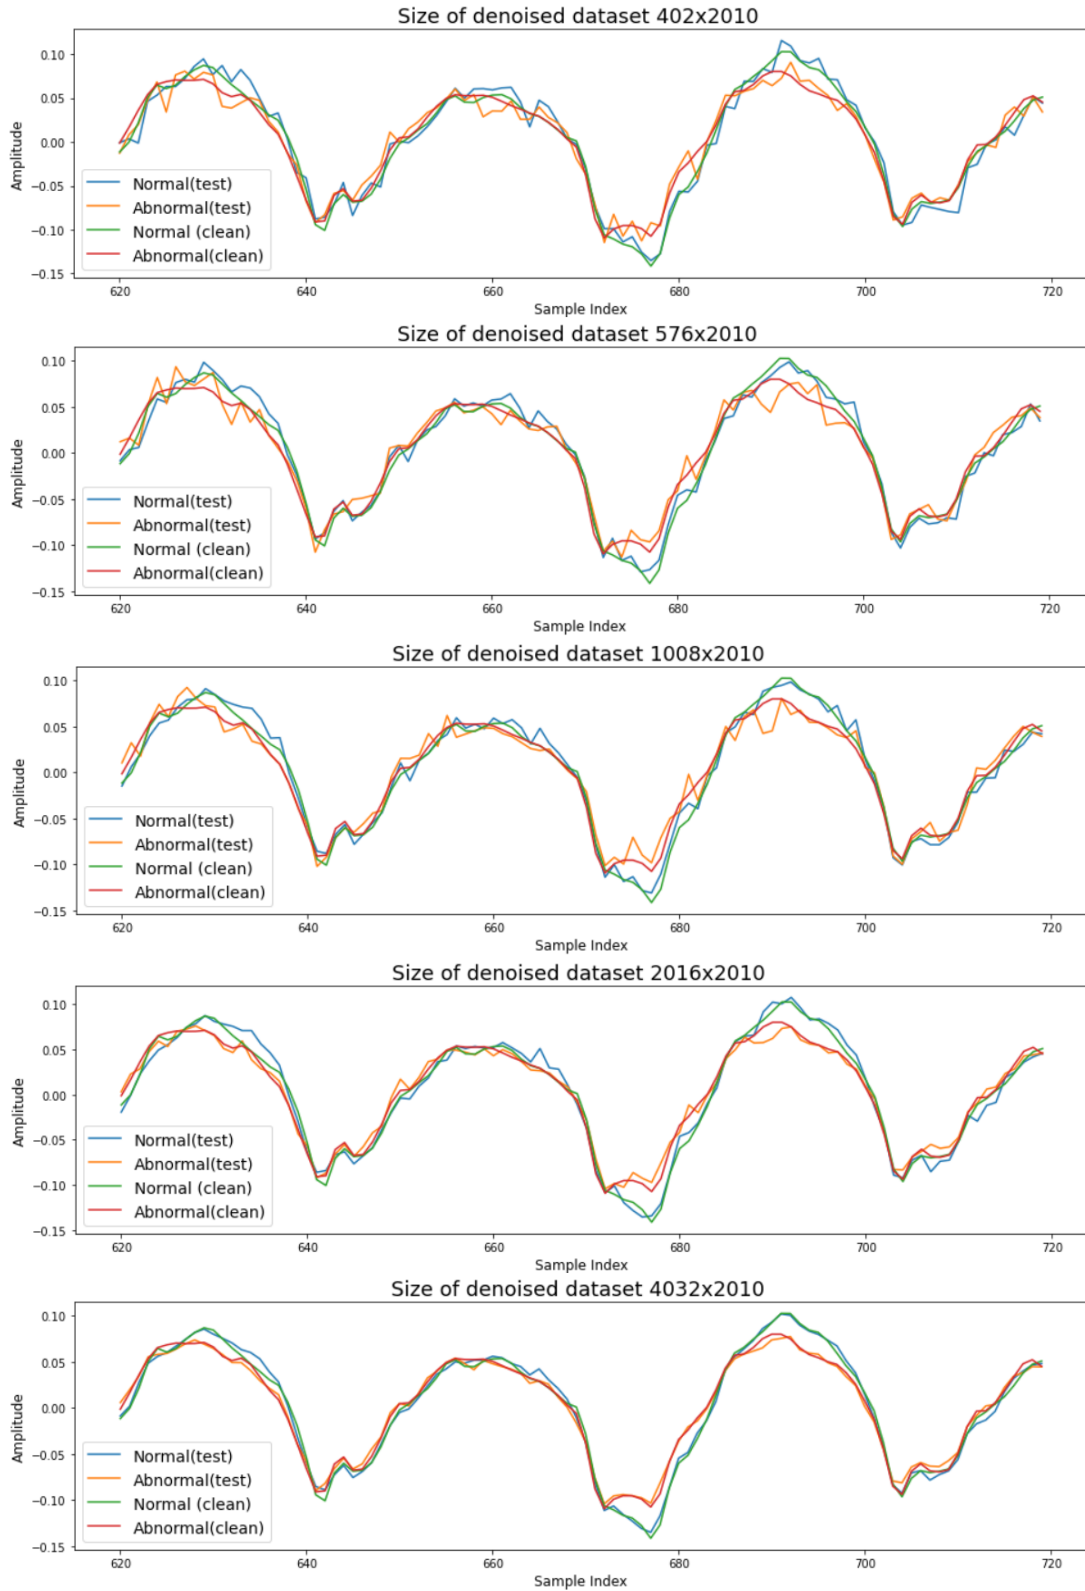 Size of denoised dataset 402x2010
0.10
0.05
0.00
−0.05
−0.10
−0.15
Amplitude
Normal(test)
Abnormal(test)
Normal (clean)
Abnormal(clean)
620 640 660 680 700 720
Sample Index
Size of denoised dataset 576x2010
0.10
0.05
0.00
−0.05
−0.10
−0.15
Amplitude
Normal(test)
Abnormal(test)
Normal (clean)
Abnormal(clean)
620 640 660 680 700 720
Sample Index
Size of denoised dataset 1008x2010
0.10
0.05
0.00
−0.05
−0.10
−0.15
Amplitude
Normal(test)
Abnormal(test)
Normal (clean)
Abnormal(clean)
620 640 660 680 700 720
Sample Index
Size of denoised dataset 2016x2010
0.10
0.05
0.00
−0.05
−0.10
−0.15
Amplitude
Normal(test)
Abnormal(test)
Normal (clean)
Abnormal(clean)
620 640 660 680 700 720
Sample Index
Size of denoised dataset 4032x2010
0.10
0.05
0.00
−0.05
−0.10
−0.15
Amplitude
Normal(test)
Abnormal(test)
Normal (clean)
Abnormal(clean)
620 640 660 680 700 720
Sample Index